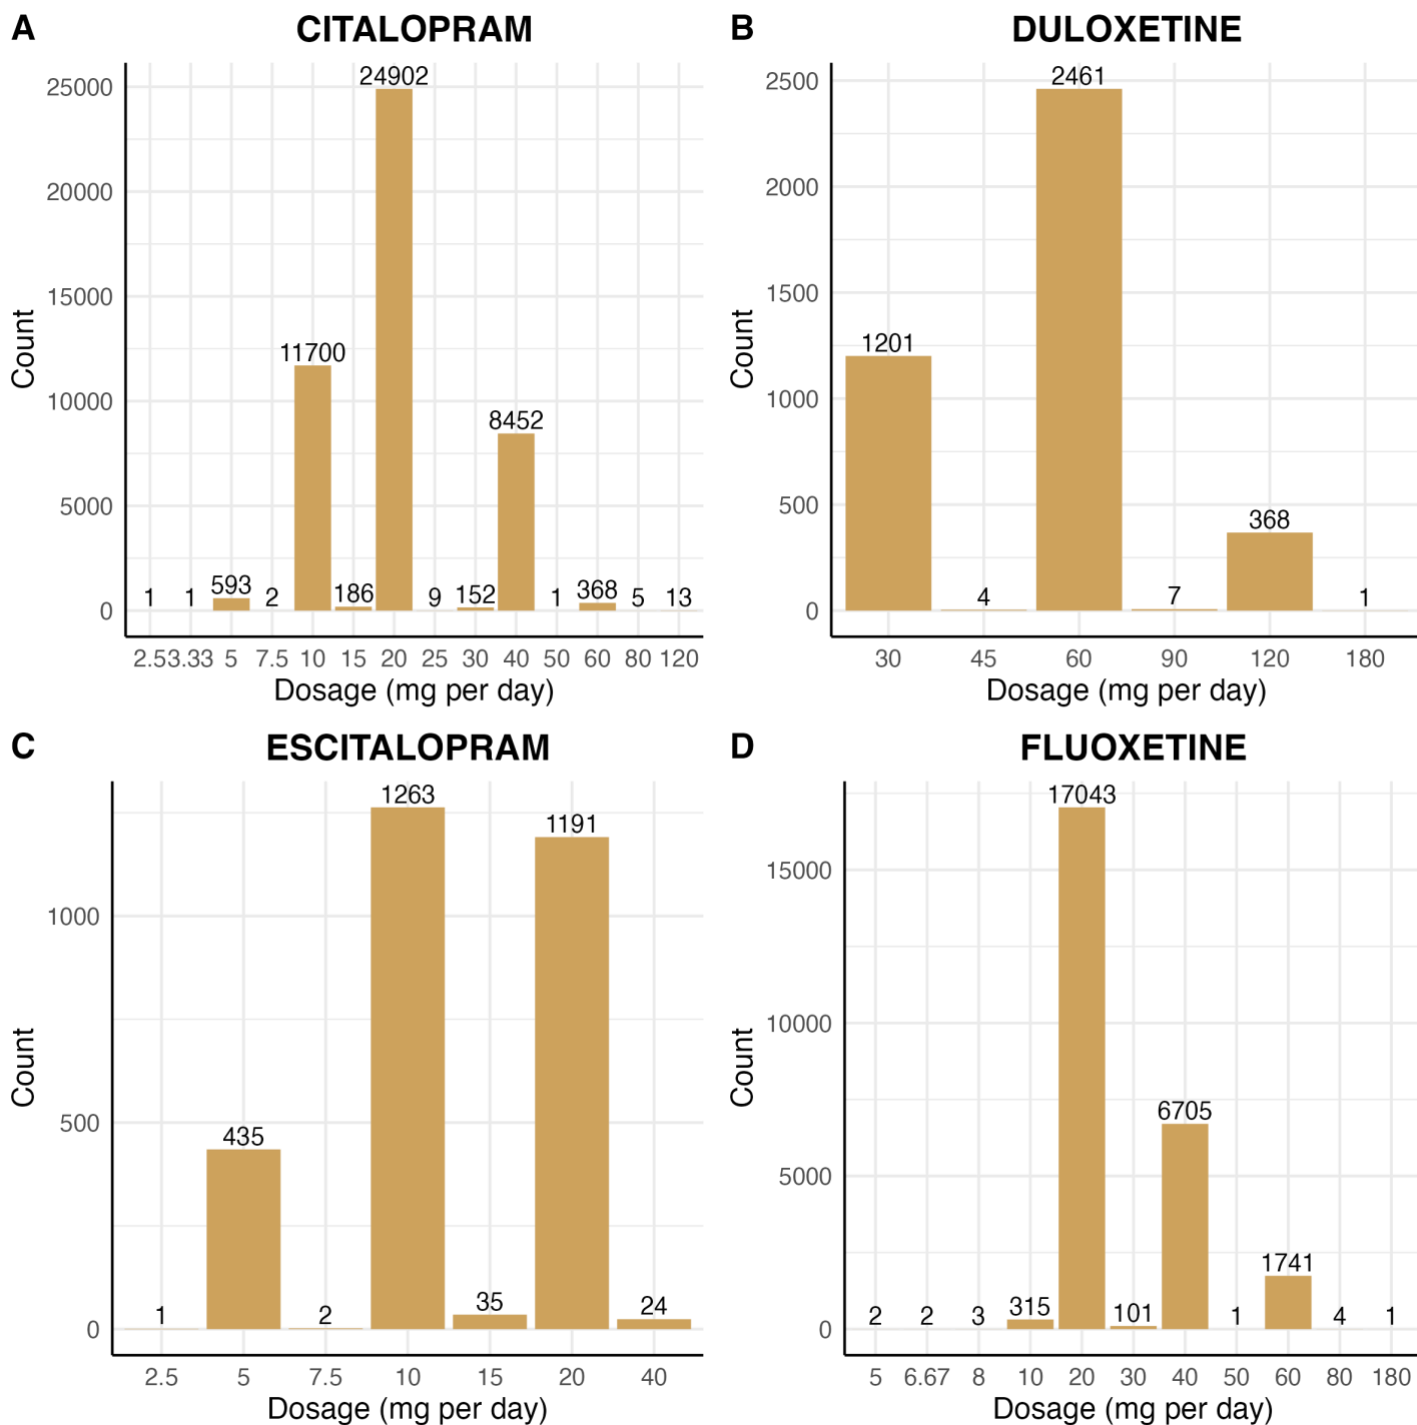 A CITALOPRAM
25000
20000
15000
10000
5000
0
Count
1 1 593 2 11700 186 24902 9 152 8452 1 368 5 13
2.5 3.33 5 7.5 10 15 20 25 30 40 50 60 80 120
Dosage (mg per day)
B DULOXETINE
2500
2000
1500
1000
500
0
Count
1201 4 2461 7 368 1
30 45 60 90 120 180
Dosage (mg per day)
C ESCITALOPRAM
1000
500
0
Count
1 435 2 1263 35 1191 24
2.5 5 7.5 10 15 20 40
Dosage (mg per day)
D FLUOXETINE
15000
10000
5000
0
Count
2 2 3 315 17043 101 6705 1 1741 4 1
5 6.67 8 10 20 30 40 50 60 80 180
Dosage (mg per day)